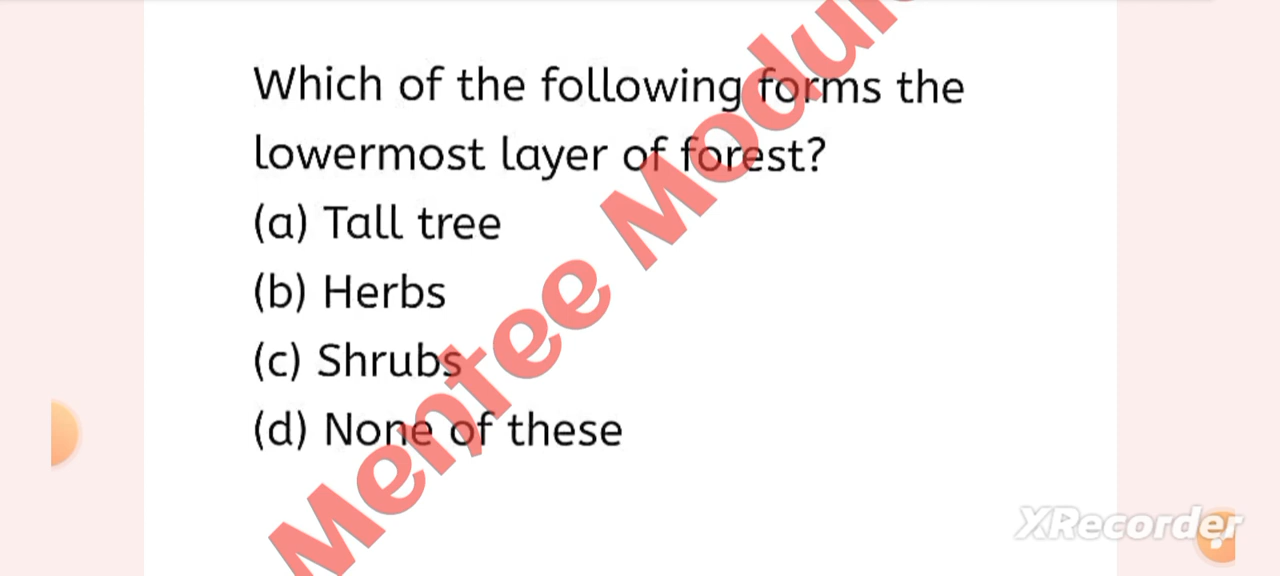 Which of the following forms the
lowermost layer of forest?
(a) Tall tree
(b) Herbs
(c) Shrubs
(d) None of these
Mentee
XRecorder